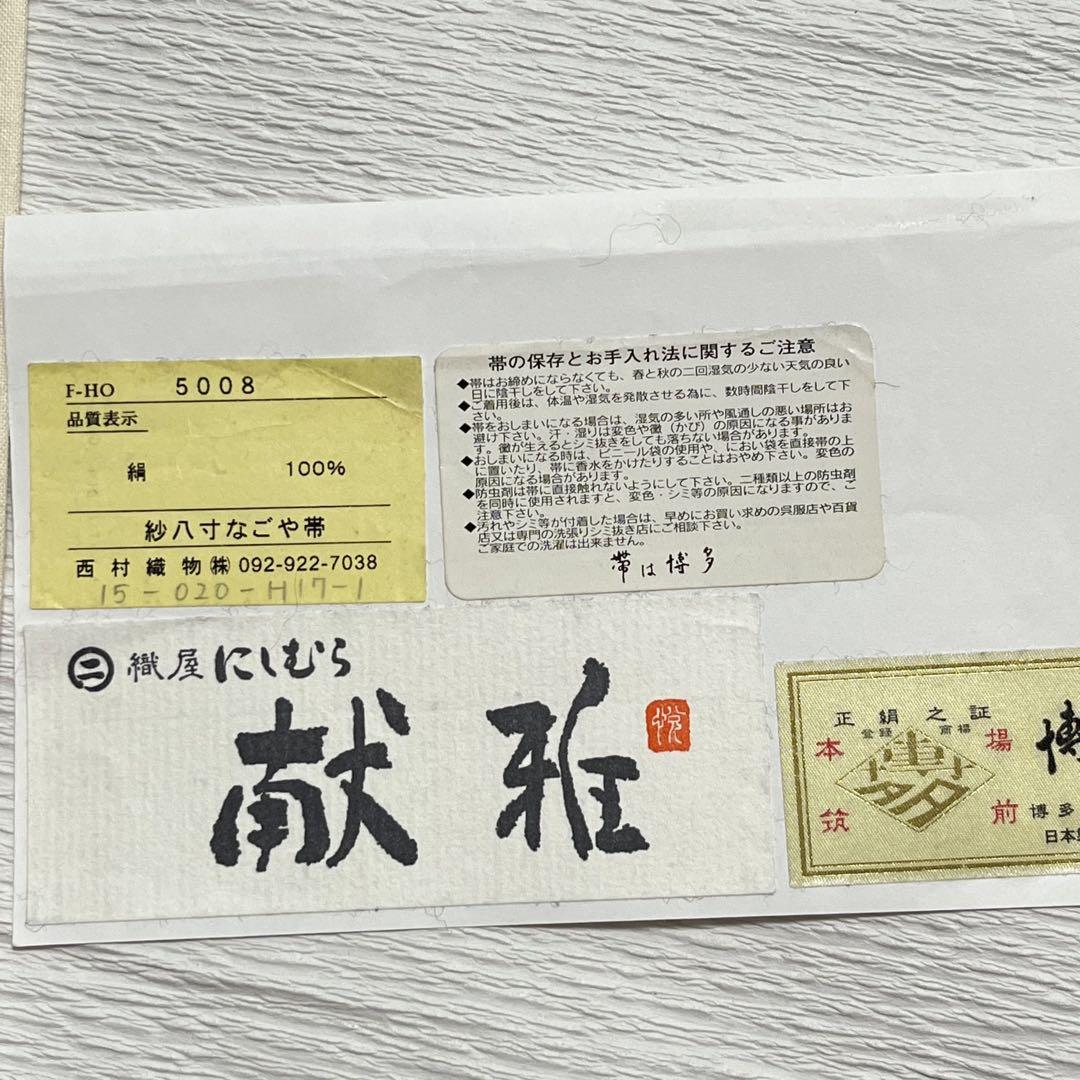 F-HO 5008
品質表示
絹 100%
紗八寸なごや帯
西村織物㈱ 092-922-7038
15-020-H17-1
帯の保存とお手入れ法に関するご注意
◆帯はお締めにならなくても、春と秋の二回湿気の少ない天気の良い
日に陰干しをして下さい。
◆ご着用後は、体温や湿気を発散させる為に、数時間陰干しをして下
さい。
◆帯をおしまいになる場合は、湿気の多い所や風通しの悪い場所はお
避け下さい。汗・湿りは変色や黴（かび）の原因になる事がありま
す。黴が生えるとシミ抜きをしても落ちない場合があります。
◆おしまいになる時は、ビニール袋の使用や、におい袋を直接帯の上
に置いたり、帯に香水をかけたりすることはおやめ下さい。変色の
原因になる場合があります。
◆防虫剤は帯に直接触れないようにして下さい。二種類以上の防虫剤
を同時に使用されますと、変色・シミ等の原因になりますので、ご
注意下さい。
◆汚れやシミ等が付着した場合は、早めにお買い求めの呉服店や百貨
店又は専門の洗張りシミ抜き店にご相談下さい。
ご家庭での洗濯は出来ません。
帯は博多
㊁ 織屋にしむら
献雅
悦
正絹之証
登録 商標
本場
筑前
博多
博
博多
日本